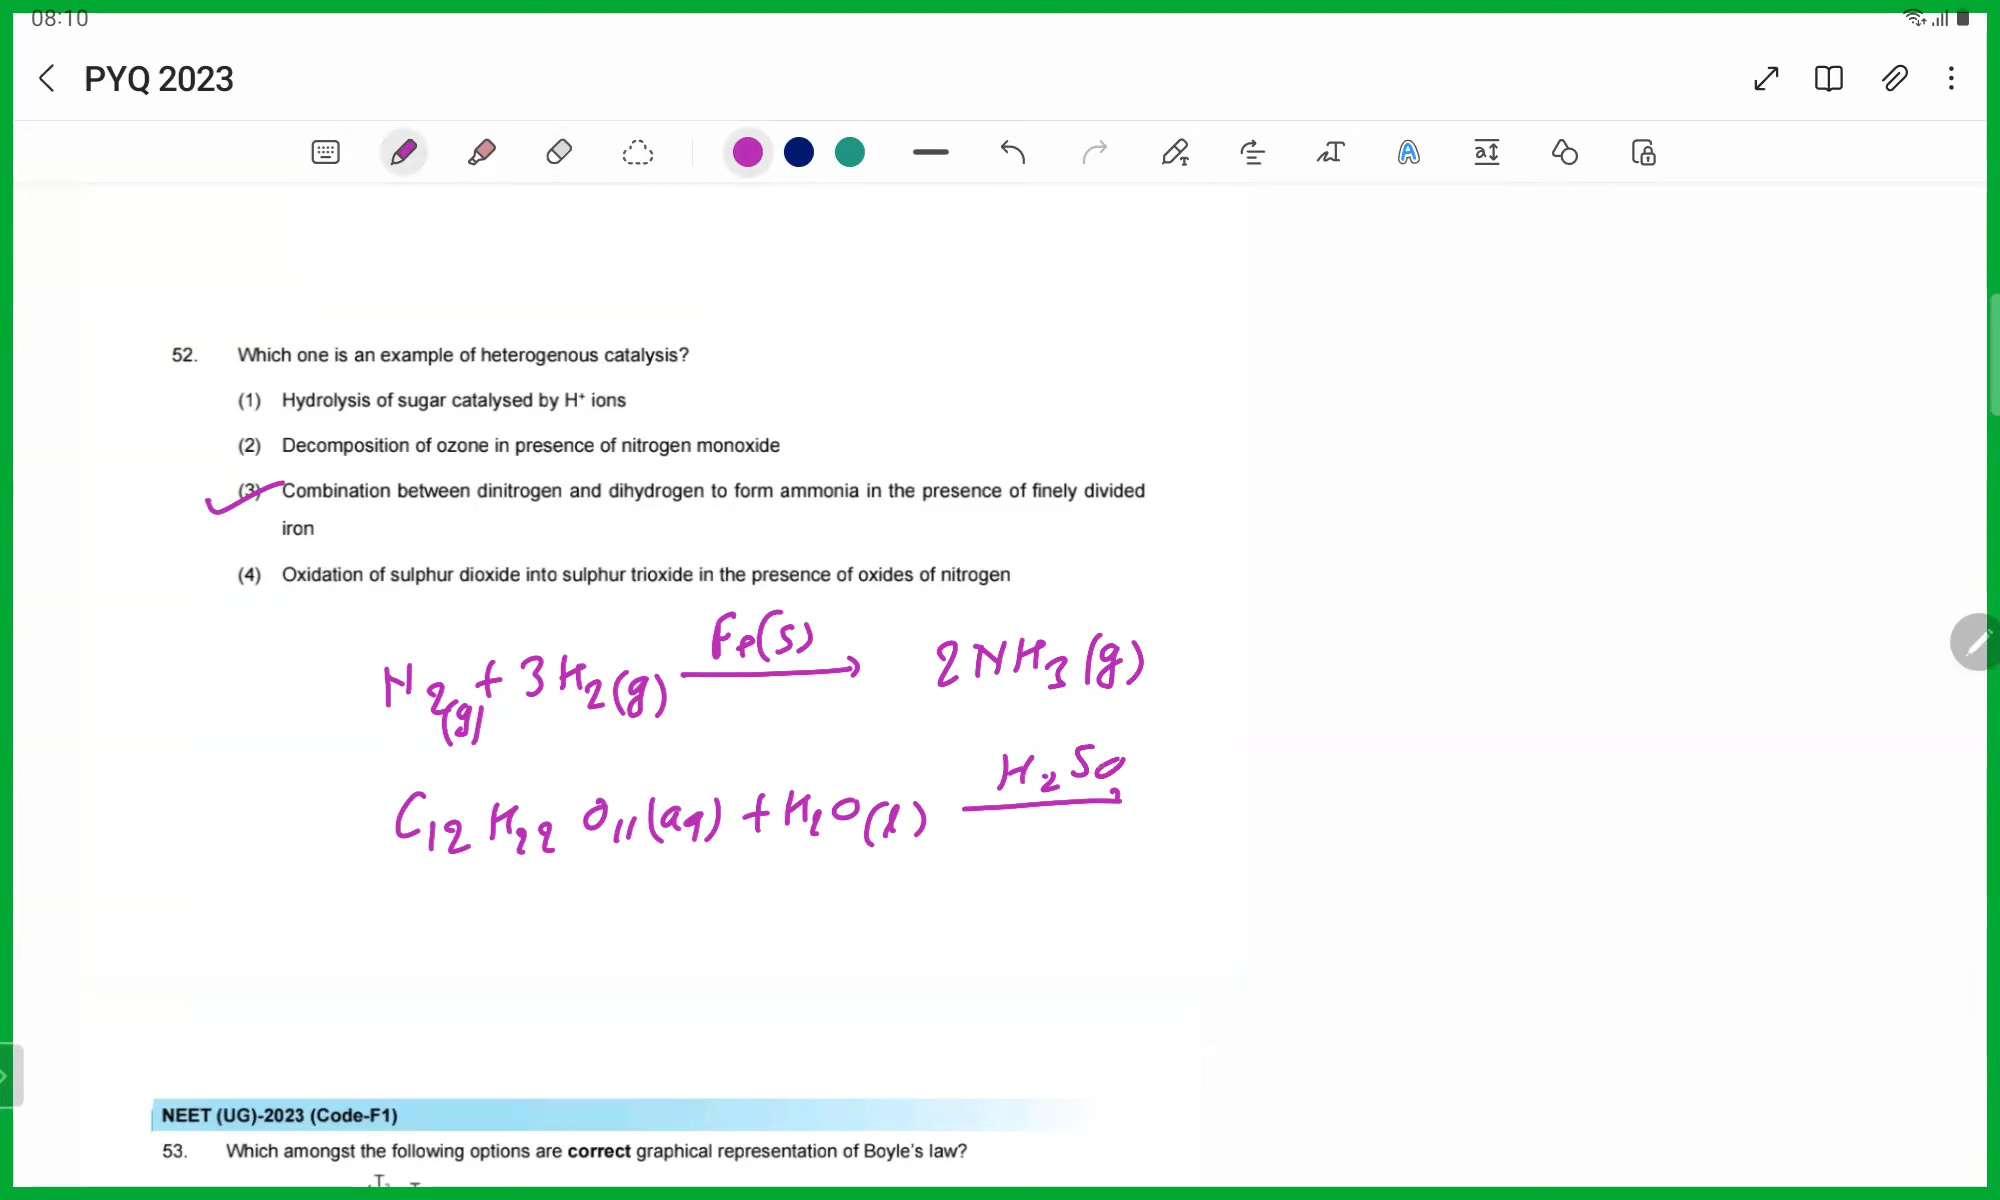 08:10
PYQ 2023
52. Which one is an example of heterogenous catalysis?
(1) Hydrolysis of sugar catalysed by H⁺ ions
(2) Decomposition of ozone in presence of nitrogen monoxide
(3) Combination between dinitrogen and dihydrogen to form ammonia in the presence of finely divided
iron
(4) Oxidation of sulphur dioxide into sulphur trioxide in the presence of oxides of nitrogen
Fe(s)
N₂(g) + 3H₂(g) → 2NH₃(g)
H₂SO
C₁₂H₂₂O₁₁(aq) + H₂O(l) →
NEET (UG)-2023 (Code-F1)
53. Which amongst the following options are correct graphical representation of Boyle's law?